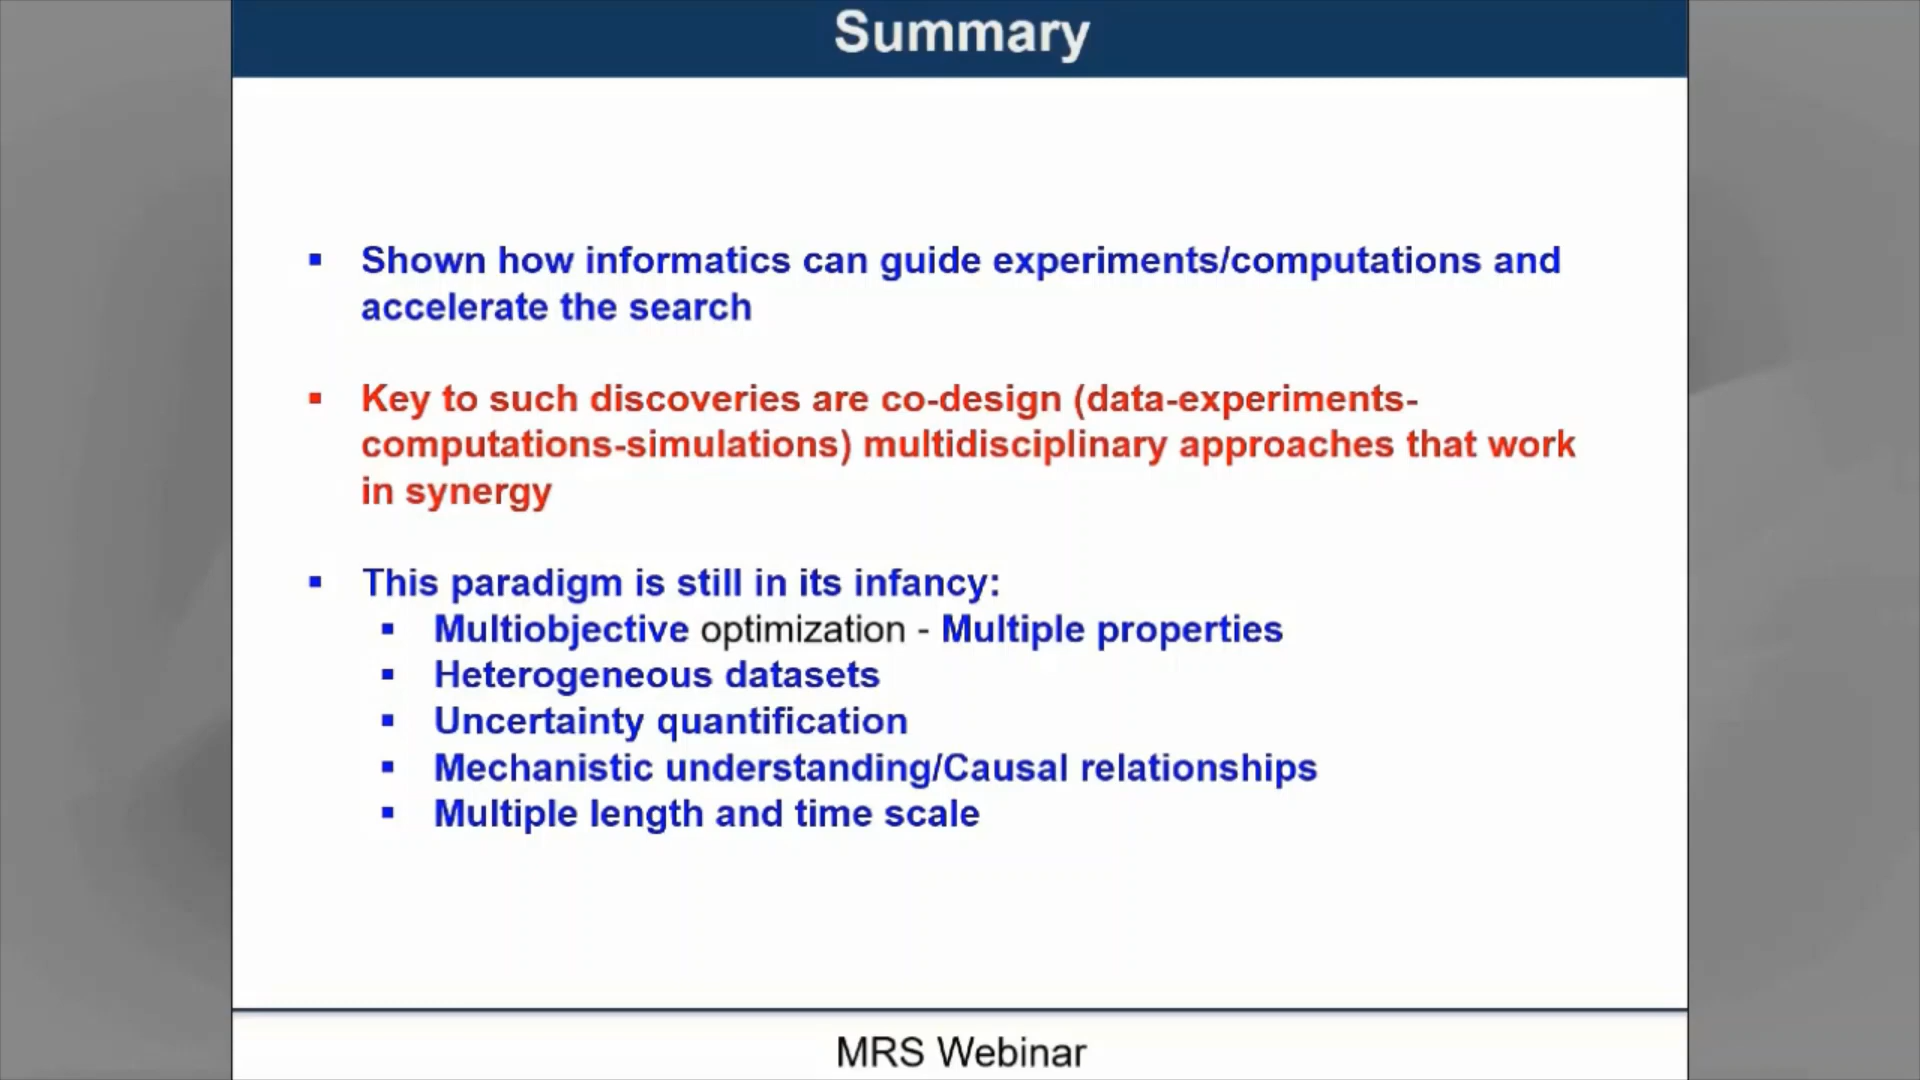 Summary
▪ Shown how informatics can guide experiments/computations and
accelerate the search
▪ Key to such discoveries are co-design (data-experiments-
computations-simulations) multidisciplinary approaches that work
in synergy
▪ This paradigm is still in its infancy:
▪ Multiobjective optimization - Multiple properties
▪ Heterogeneous datasets
▪ Uncertainty quantification
▪ Mechanistic understanding/Causal relationships
▪ Multiple length and time scale
MRS Webinar